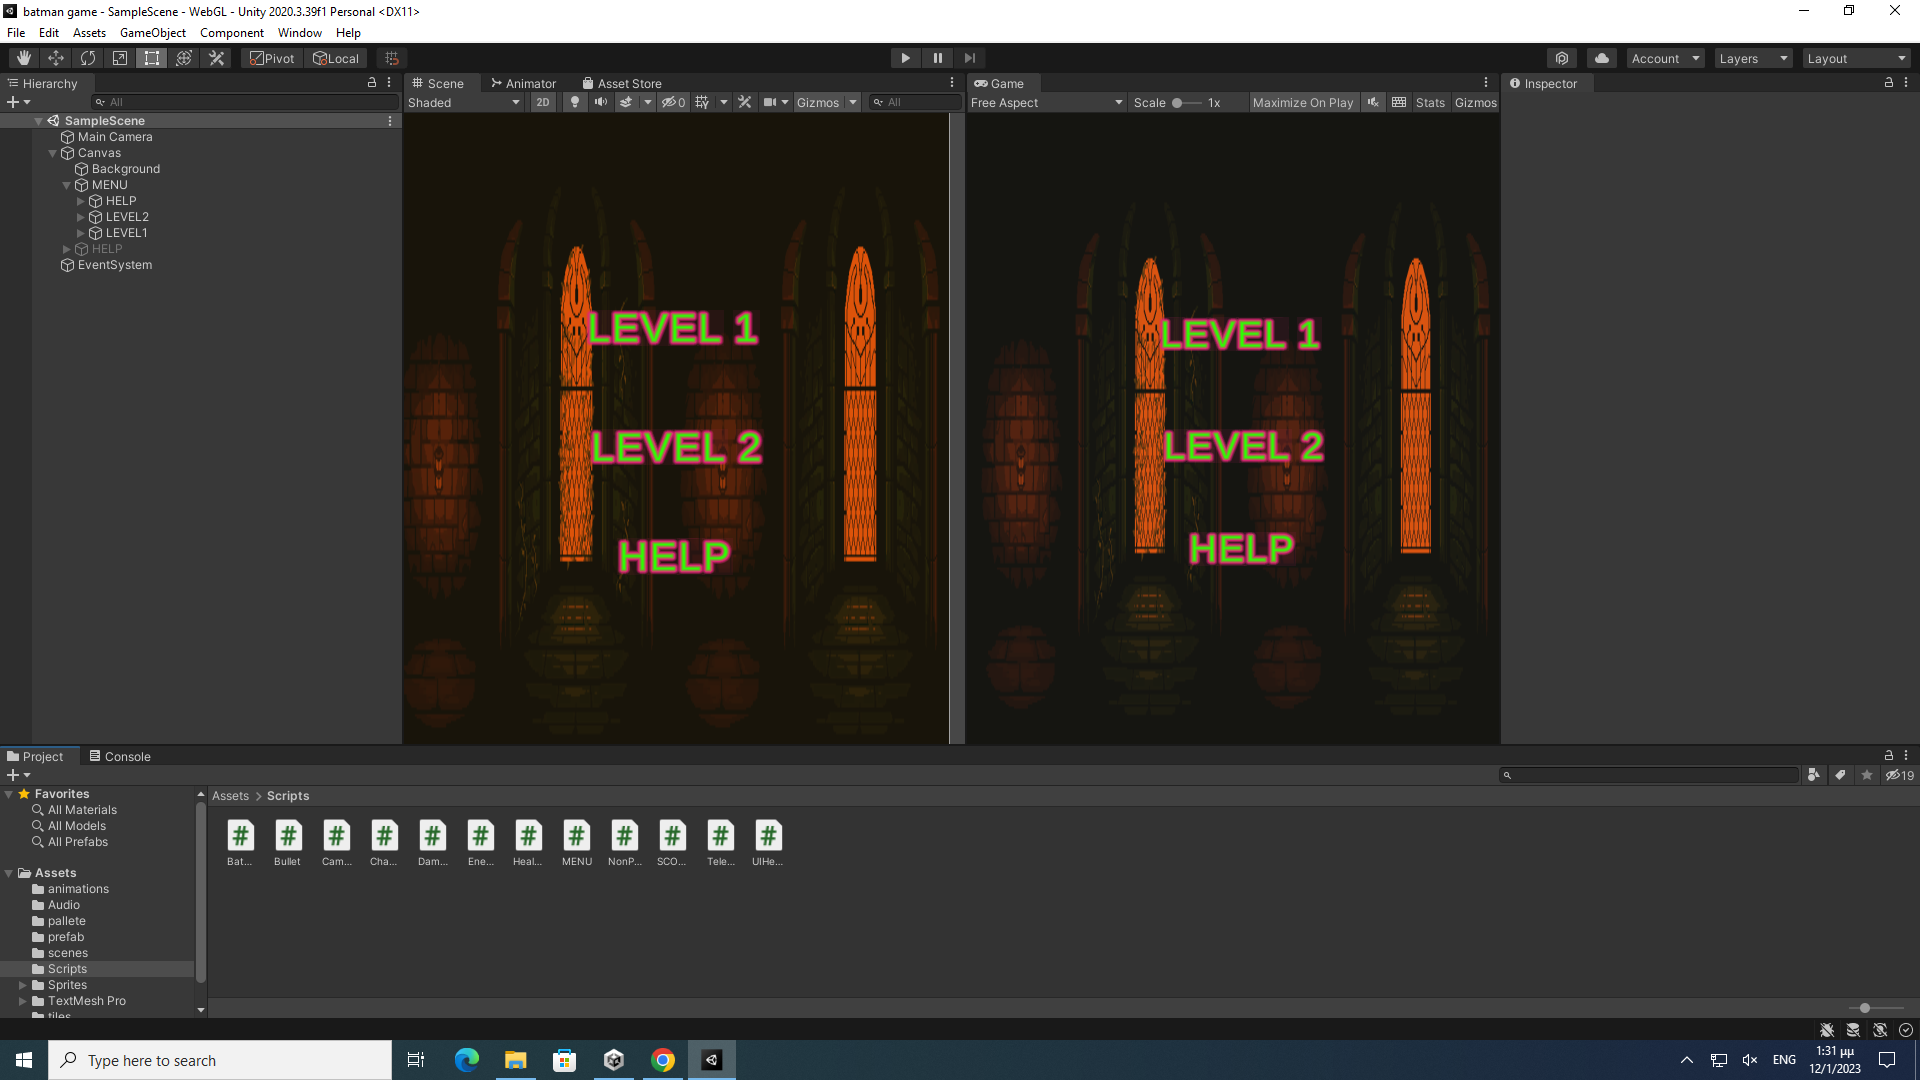 batman game - SampleScene - WebGL - Unity 2020.3.39f1 Personal <DX11>
File Edit Assets GameObject Component Window Help
Pivot Local Account Layers Layout
Hierarchy
All
SampleScene
Main Camera
Canvas
Background
MENU
HELP
LEVEL2
LEVEL1
HELP
EventSystem
Scene Animator Asset Store
Shaded 2D 0 Gizmos All
LEVEL 1
LEVEL 2
HELP
Game
Free Aspect Scale 1x Maximize On Play Stats Gizmos
LEVEL 1
LEVEL 2
HELP
Inspector
Project Console
19
Favorites
All Materials
All Models
All Prefabs
Assets
animations
Audio
pallete
prefab
scenes
Scripts
Sprites
TextMesh Pro
tiles
Assets > Scripts
Bat... Bullet Cam... Cha... Dam... Ene... Heal... MENU NonP... SCO... Tele... UIHe...
Type here to search
ENG
1:31 μμ
12/1/2023